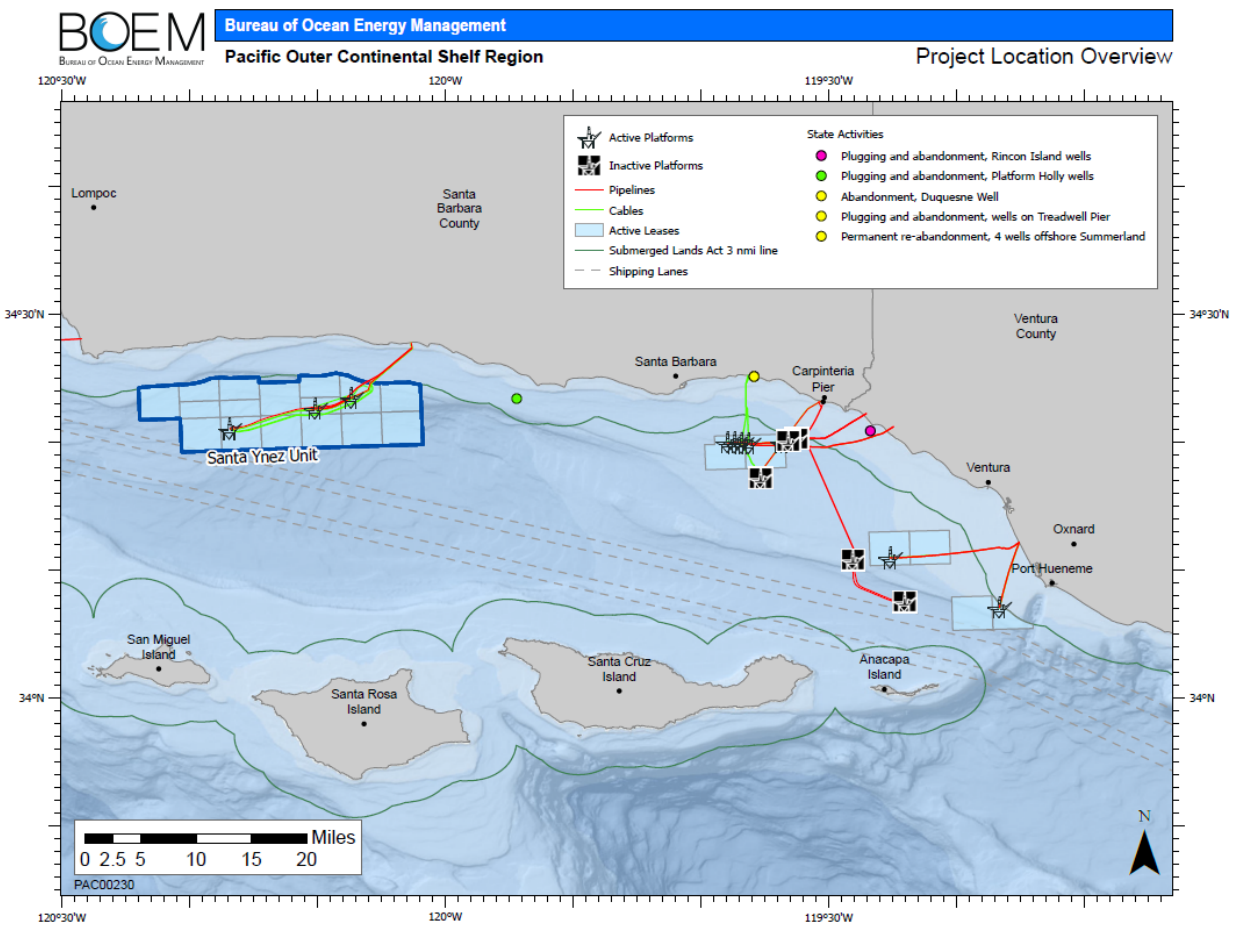 BOEM
BUREAU OF OCEAN ENERGY MANAGEMENT
Bureau of Ocean Energy Management
Pacific Outer Continental Shelf Region
Project Location Overview
120°30'W
120°W
119°30'W
Active Platforms
Inactive Platforms
Pipelines
Cables
Active Leases
Submerged Lands Act 3 nmi line
Shipping Lanes
State Activities
Plugging and abandonment, Rincon Island wells
Plugging and abandonment, Platform Holly wells
Abandonment, Duquesne Well
Plugging and abandonment, wells on Treadwell Pier
Permanent re-abandonment, 4 wells offshore Summerland
Lompoc
Santa
Barbara
County
34°30'N
34°30'N
Ventura
County
Santa Barbara
Carpinteria
Pier
Santa Ynez Unit
Ventura
Oxnard
Port Hueneme
San Miguel
Island
Santa Cruz
Island
Anacapa
Island
Santa Rosa
Island
34°N
34°N
Miles
0 2.5 5 10 15 20
N
PAC00230
120°30'W
120°W
119°30'W